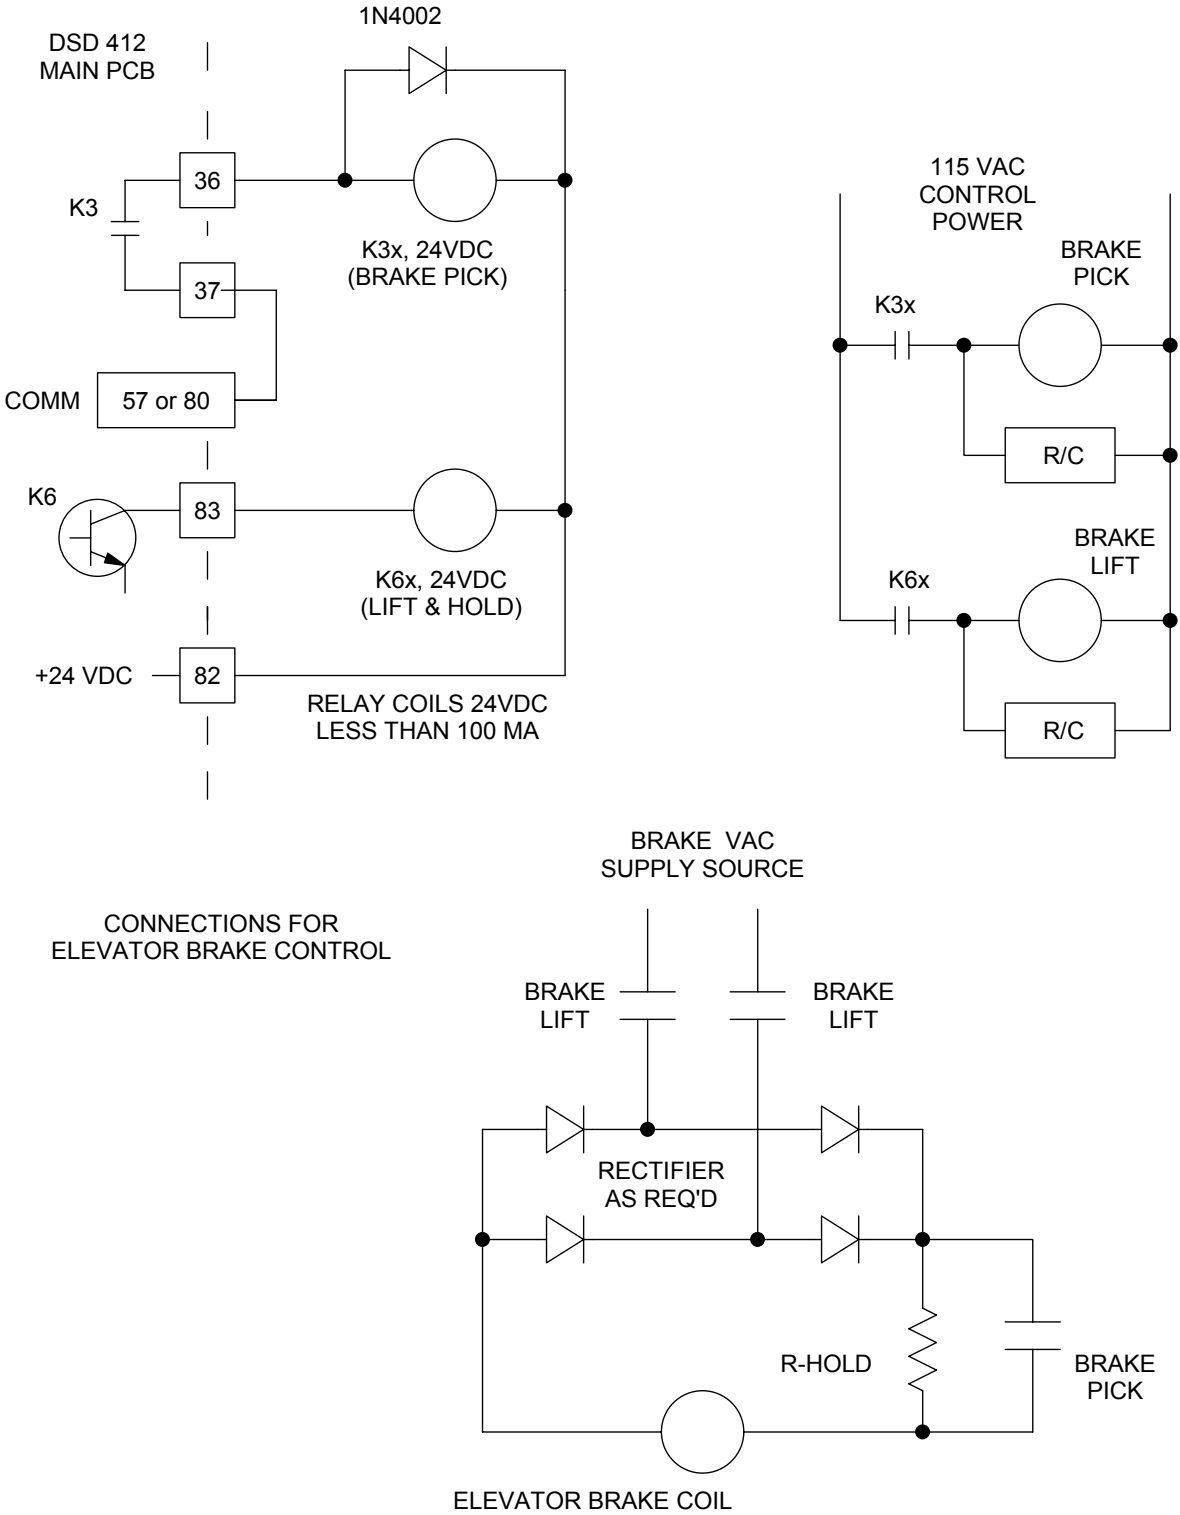 1N4002
DSD 412
MAIN PCB
36
K3
K3x, 24VDC
(BRAKE PICK)
37
COMM
57 or 80
K6
83
K6x, 24VDC
(LIFT & HOLD)
+24 VDC
82
RELAY COILS 24VDC
LESS THAN 100 MA
115 VAC
CONTROL
POWER
BRAKE
PICK
K3x
R/C
BRAKE
LIFT
K6x
R/C
BRAKE VAC
SUPPLY SOURCE
CONNECTIONS FOR
ELEVATOR BRAKE CONTROL
BRAKE
LIFT
BRAKE
LIFT
RECTIFIER
AS REQ'D
R-HOLD
BRAKE
PICK
ELEVATOR BRAKE COIL